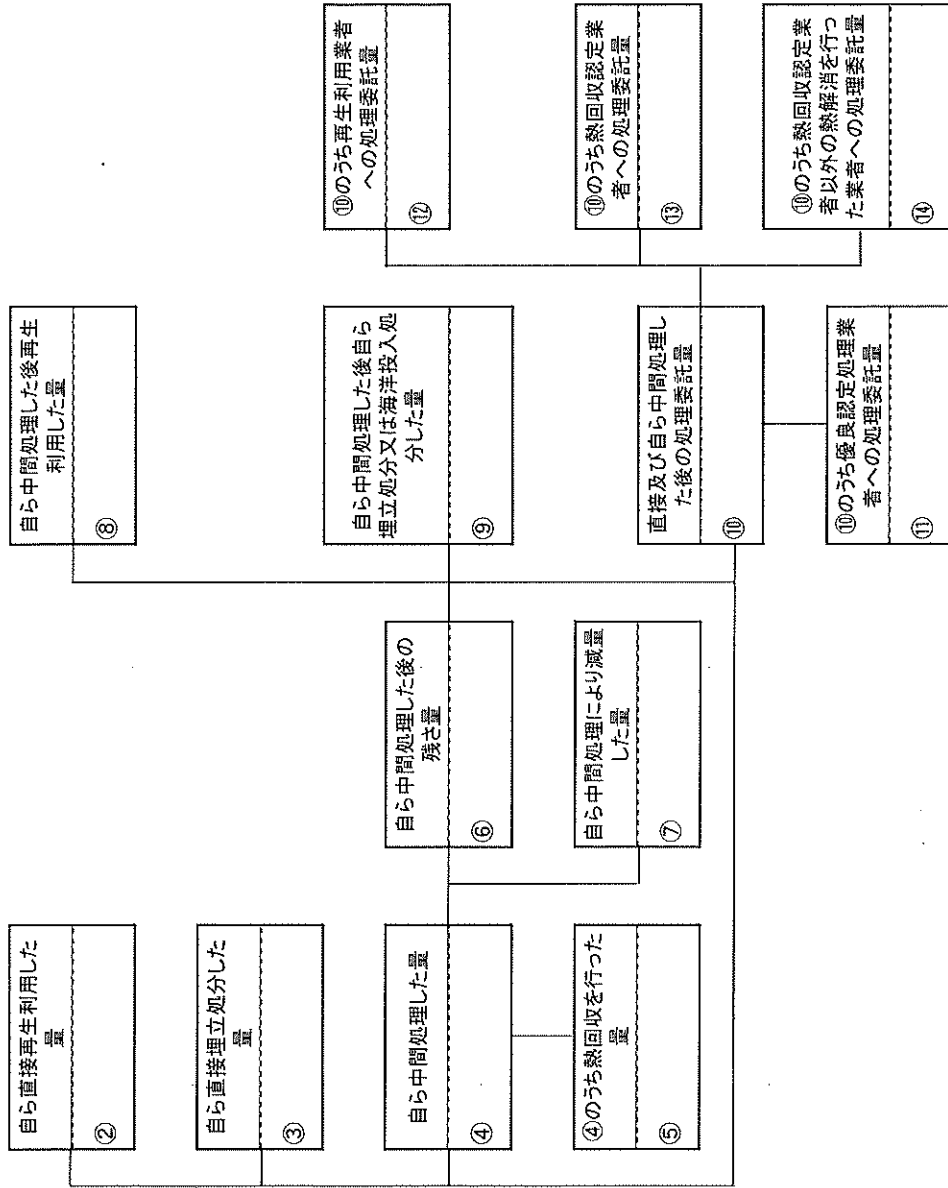 自ら直接再生利用した
量
②
自ら直接埋立処分した
量
③
自ら中間処理した量
④
④のうち熱回収を行った
量
⑤
自ら中間処理した後の
残さ量
⑥
自ら中間処理により減量
した量
⑦
自ら中間処理した後再生
利用した量
⑧
自ら中間処理した後自ら
埋立処分又は海洋投入処
分した量
⑨
直接及び自ら中間処理し
た後の処理委託量
⑩
⑩のうち優良認定処理業
者への処理委託量
⑪
⑩のうち再生利用業者
への処理委託量
⑫
⑩のうち熱回収認定業
者への処理委託量
⑬
⑩のうち熱回収認定業
者以外の熱解消を行っ
た業者への処理委託量
⑭